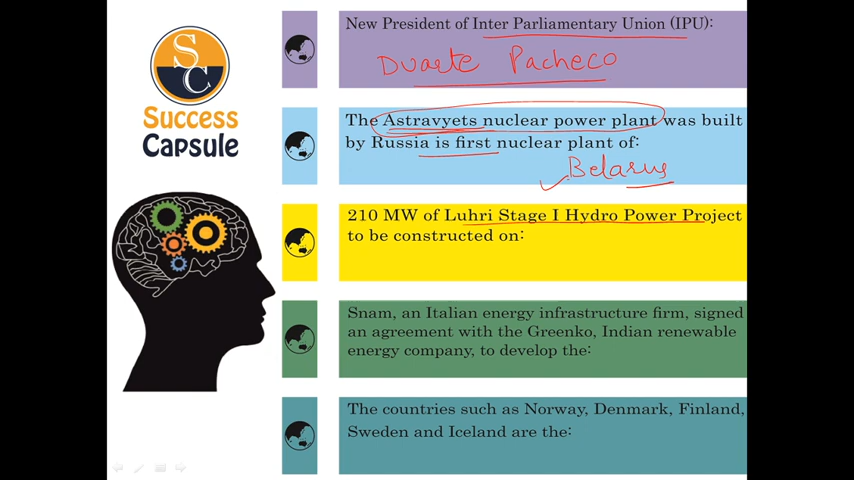 SC
Success
Capsule
New President of Inter Parliamentary Union (IPU):
Duarte Pacheco
The Astravyets nuclear power plant was built
by Russia is first nuclear plant of:
Belarus
210 MW of Luhri Stage I Hydro Power Project
to be constructed on:
Snam, an Italian energy infrastructure firm, signed
an agreement with the Greenko, Indian renewable
energy company, to develop the:
The countries such as Norway, Denmark, Finland,
Sweden and Iceland are the: